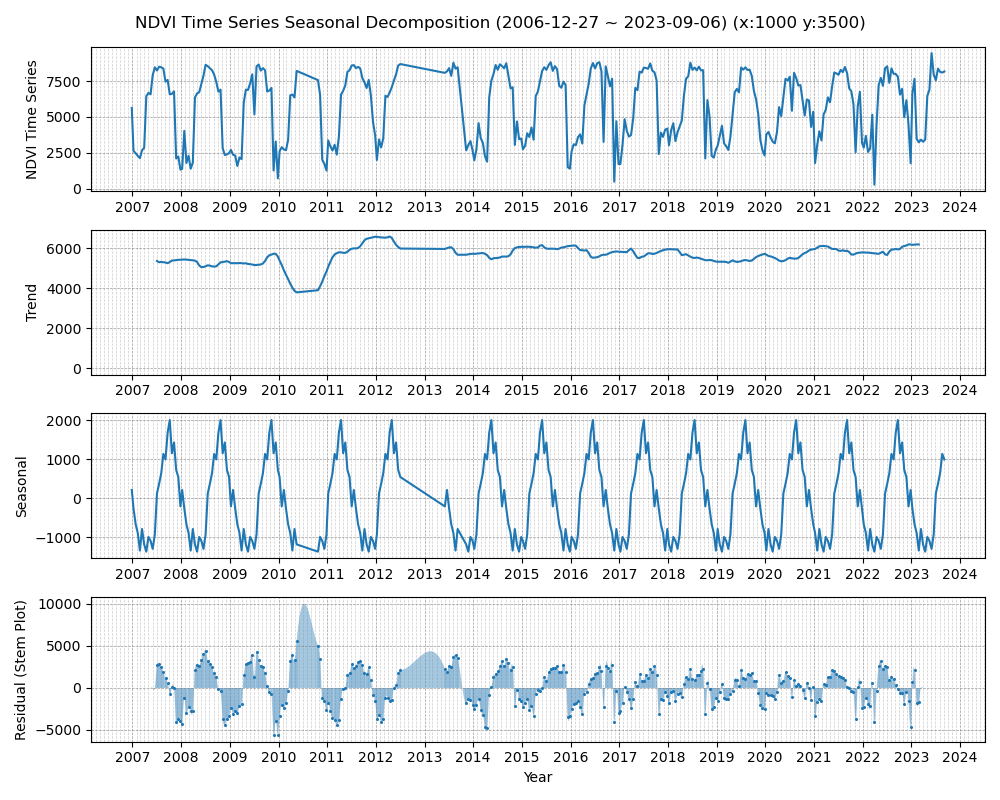 NDVI Time Series Seasonal Decomposition (2006-12-27 ~ 2023-09-06) (x:1000 y:3500)
NDVI Time Series
7500
5000
2500
0
2007 2008 2009 2010 2011 2012 2013 2014 2015 2016 2017 2018 2019 2020 2021 2022 2023 2024
Trend
6000
4000
2000
0
2007 2008 2009 2010 2011 2012 2013 2014 2015 2016 2017 2018 2019 2020 2021 2022 2023 2024
Seasonal
2000
1000
0
−1000
2007 2008 2009 2010 2011 2012 2013 2014 2015 2016 2017 2018 2019 2020 2021 2022 2023 2024
Residual (Stem Plot)
10000
5000
0
−5000
2007 2008 2009 2010 2011 2012 2013 2014 2015 2016 2017 2018 2019 2020 2021 2022 2023 2024
Year